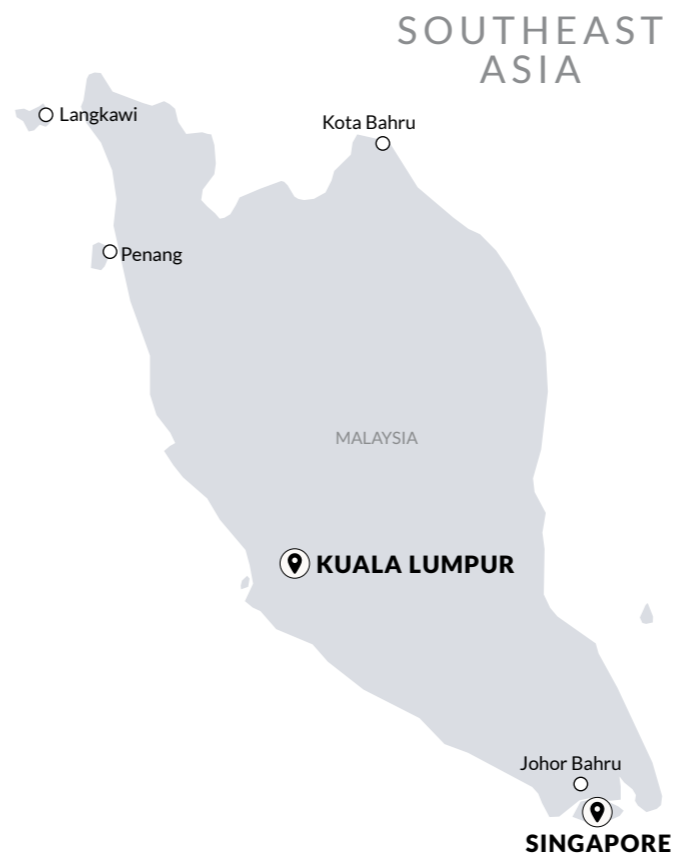 SOUTHEAST
ASIA
Langkawi
Kota Bahru
Penang
MALAYSIA
KUALA LUMPUR
Johor Bahru
SINGAPORE